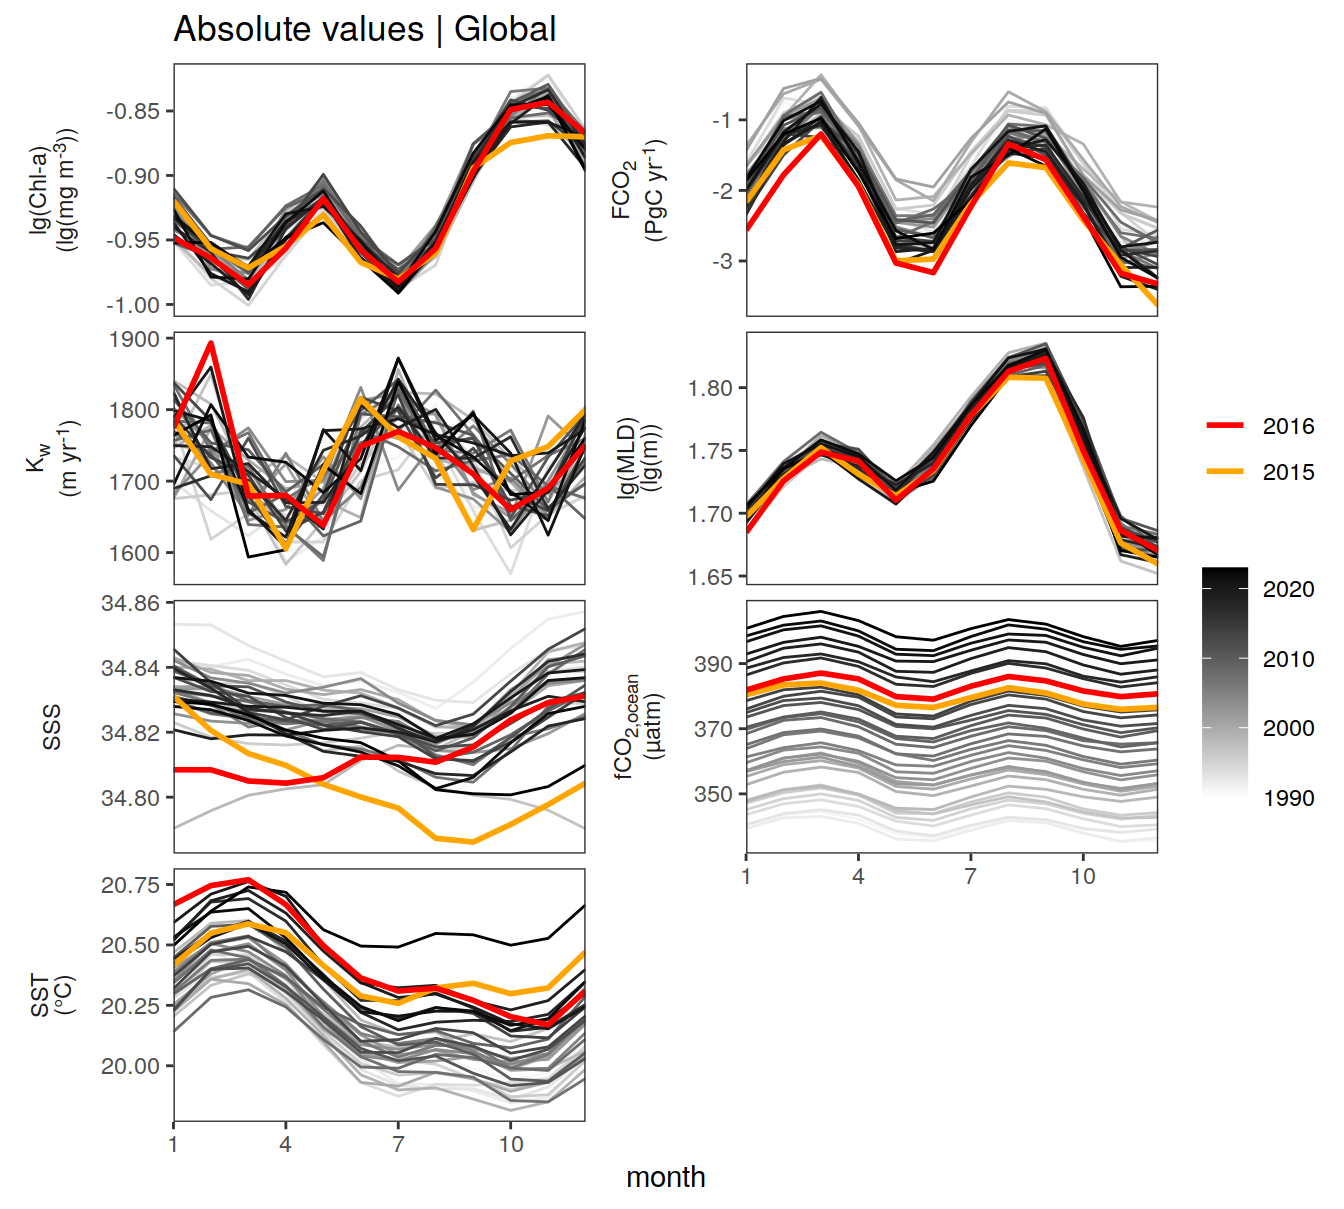 Absolute values | Global
lg(Chl-a)
(lg(mg m⁻³))
-0.85
-0.90
-0.95
-1.00
FCO₂
(PgC yr⁻¹)
-1
-2
-3
K_w
(m yr⁻¹)
1900
1800
1700
1600
lg(MLD)
(lg(m))
1.80
1.75
1.70
1.65
SSS
34.86
34.84
34.82
34.80
fCO₂,ocean
(µatm)
390
370
350
1
4
7
10
SST
(°C)
20.75
20.50
20.25
20.00
1
4
7
10
month
2016
2015
2020
2010
2000
1990